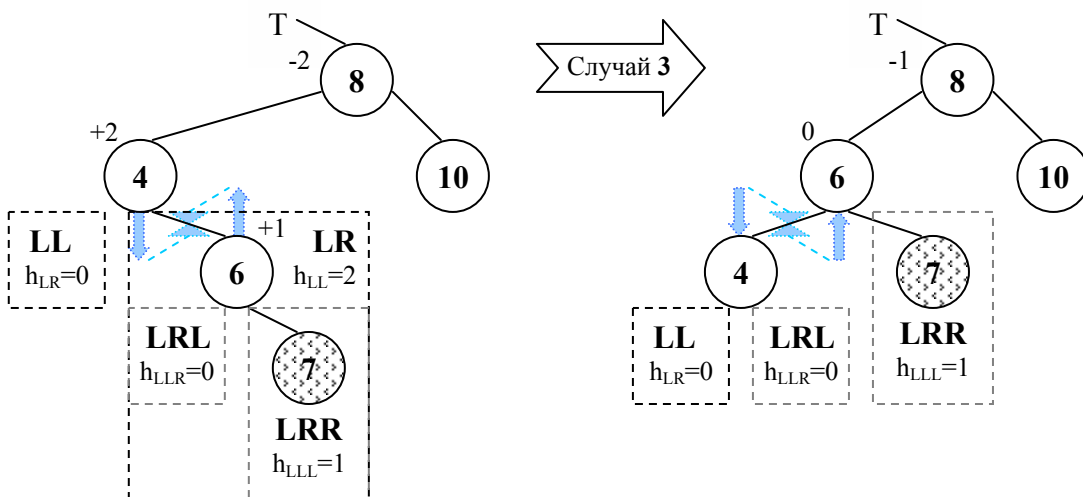 T
-2
8
+2
4
10
LL
h_LR=0
+1
6
LR
h_LL=2
LRL
h_LLR=0
7
LRR
h_LLL=1
Случай 3
T
-1
8
0
6
10
4
7
LL
h_LR=0
LRL
h_LLR=0
LRR
h_LLL=1